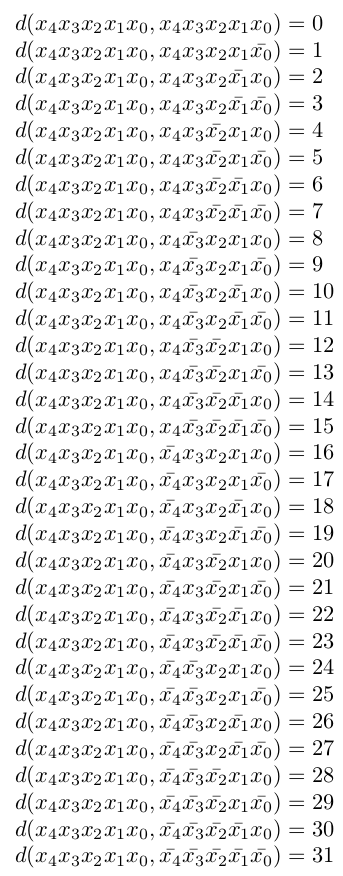 d(x₄x₃x₂x₁x₀, x₄x₃x₂x₁x₀) = 0
d(x₄x₃x₂x₁x₀, x₄x₃x₂x₁x̄₀) = 1
d(x₄x₃x₂x₁x₀, x₄x₃x₂x̄₁x₀) = 2
d(x₄x₃x₂x₁x₀, x₄x₃x₂x̄₁x̄₀) = 3
d(x₄x₃x₂x₁x₀, x₄x₃x̄₂x₁x₀) = 4
d(x₄x₃x₂x₁x₀, x₄x₃x̄₂x₁x̄₀) = 5
d(x₄x₃x₂x₁x₀, x₄x₃x̄₂x̄₁x₀) = 6
d(x₄x₃x₂x₁x₀, x₄x₃x̄₂x̄₁x̄₀) = 7
d(x₄x₃x₂x₁x₀, x₄x̄₃x₂x₁x₀) = 8
d(x₄x₃x₂x₁x₀, x₄x̄₃x₂x₁x̄₀) = 9
d(x₄x₃x₂x₁x₀, x₄x̄₃x₂x̄₁x₀) = 10
d(x₄x₃x₂x₁x₀, x₄x̄₃x₂x̄₁x̄₀) = 11
d(x₄x₃x₂x₁x₀, x₄x̄₃x̄₂x₁x₀) = 12
d(x₄x₃x₂x₁x₀, x₄x̄₃x̄₂x₁x̄₀) = 13
d(x₄x₃x₂x₁x₀, x₄x̄₃x̄₂x̄₁x₀) = 14
d(x₄x₃x₂x₁x₀, x₄x̄₃x̄₂x̄₁x̄₀) = 15
d(x₄x₃x₂x₁x₀, x̄₄x₃x₂x₁x₀) = 16
d(x₄x₃x₂x₁x₀, x̄₄x₃x₂x₁x̄₀) = 17
d(x₄x₃x₂x₁x₀, x̄₄x₃x₂x̄₁x₀) = 18
d(x₄x₃x₂x₁x₀, x̄₄x₃x₂x̄₁x̄₀) = 19
d(x₄x₃x₂x₁x₀, x̄₄x₃x̄₂x₁x₀) = 20
d(x₄x₃x₂x₁x₀, x̄₄x₃x̄₂x₁x̄₀) = 21
d(x₄x₃x₂x₁x₀, x̄₄x₃x̄₂x̄₁x₀) = 22
d(x₄x₃x₂x₁x₀, x̄₄x₃x̄₂x̄₁x̄₀) = 23
d(x₄x₃x₂x₁x₀, x̄₄x̄₃x₂x₁x₀) = 24
d(x₄x₃x₂x₁x₀, x̄₄x̄₃x₂x₁x̄₀) = 25
d(x₄x₃x₂x₁x₀, x̄₄x̄₃x₂x̄₁x₀) = 26
d(x₄x₃x₂x₁x₀, x̄₄x̄₃x₂x̄₁x̄₀) = 27
d(x₄x₃x₂x₁x₀, x̄₄x̄₃x̄₂x₁x₀) = 28
d(x₄x₃x₂x₁x₀, x̄₄x̄₃x̄₂x₁x̄₀) = 29
d(x₄x₃x₂x₁x₀, x̄₄x̄₃x̄₂x̄₁x₀) = 30
d(x₄x₃x₂x₁x₀, x̄₄x̄₃x̄₂x̄₁x̄₀) = 31